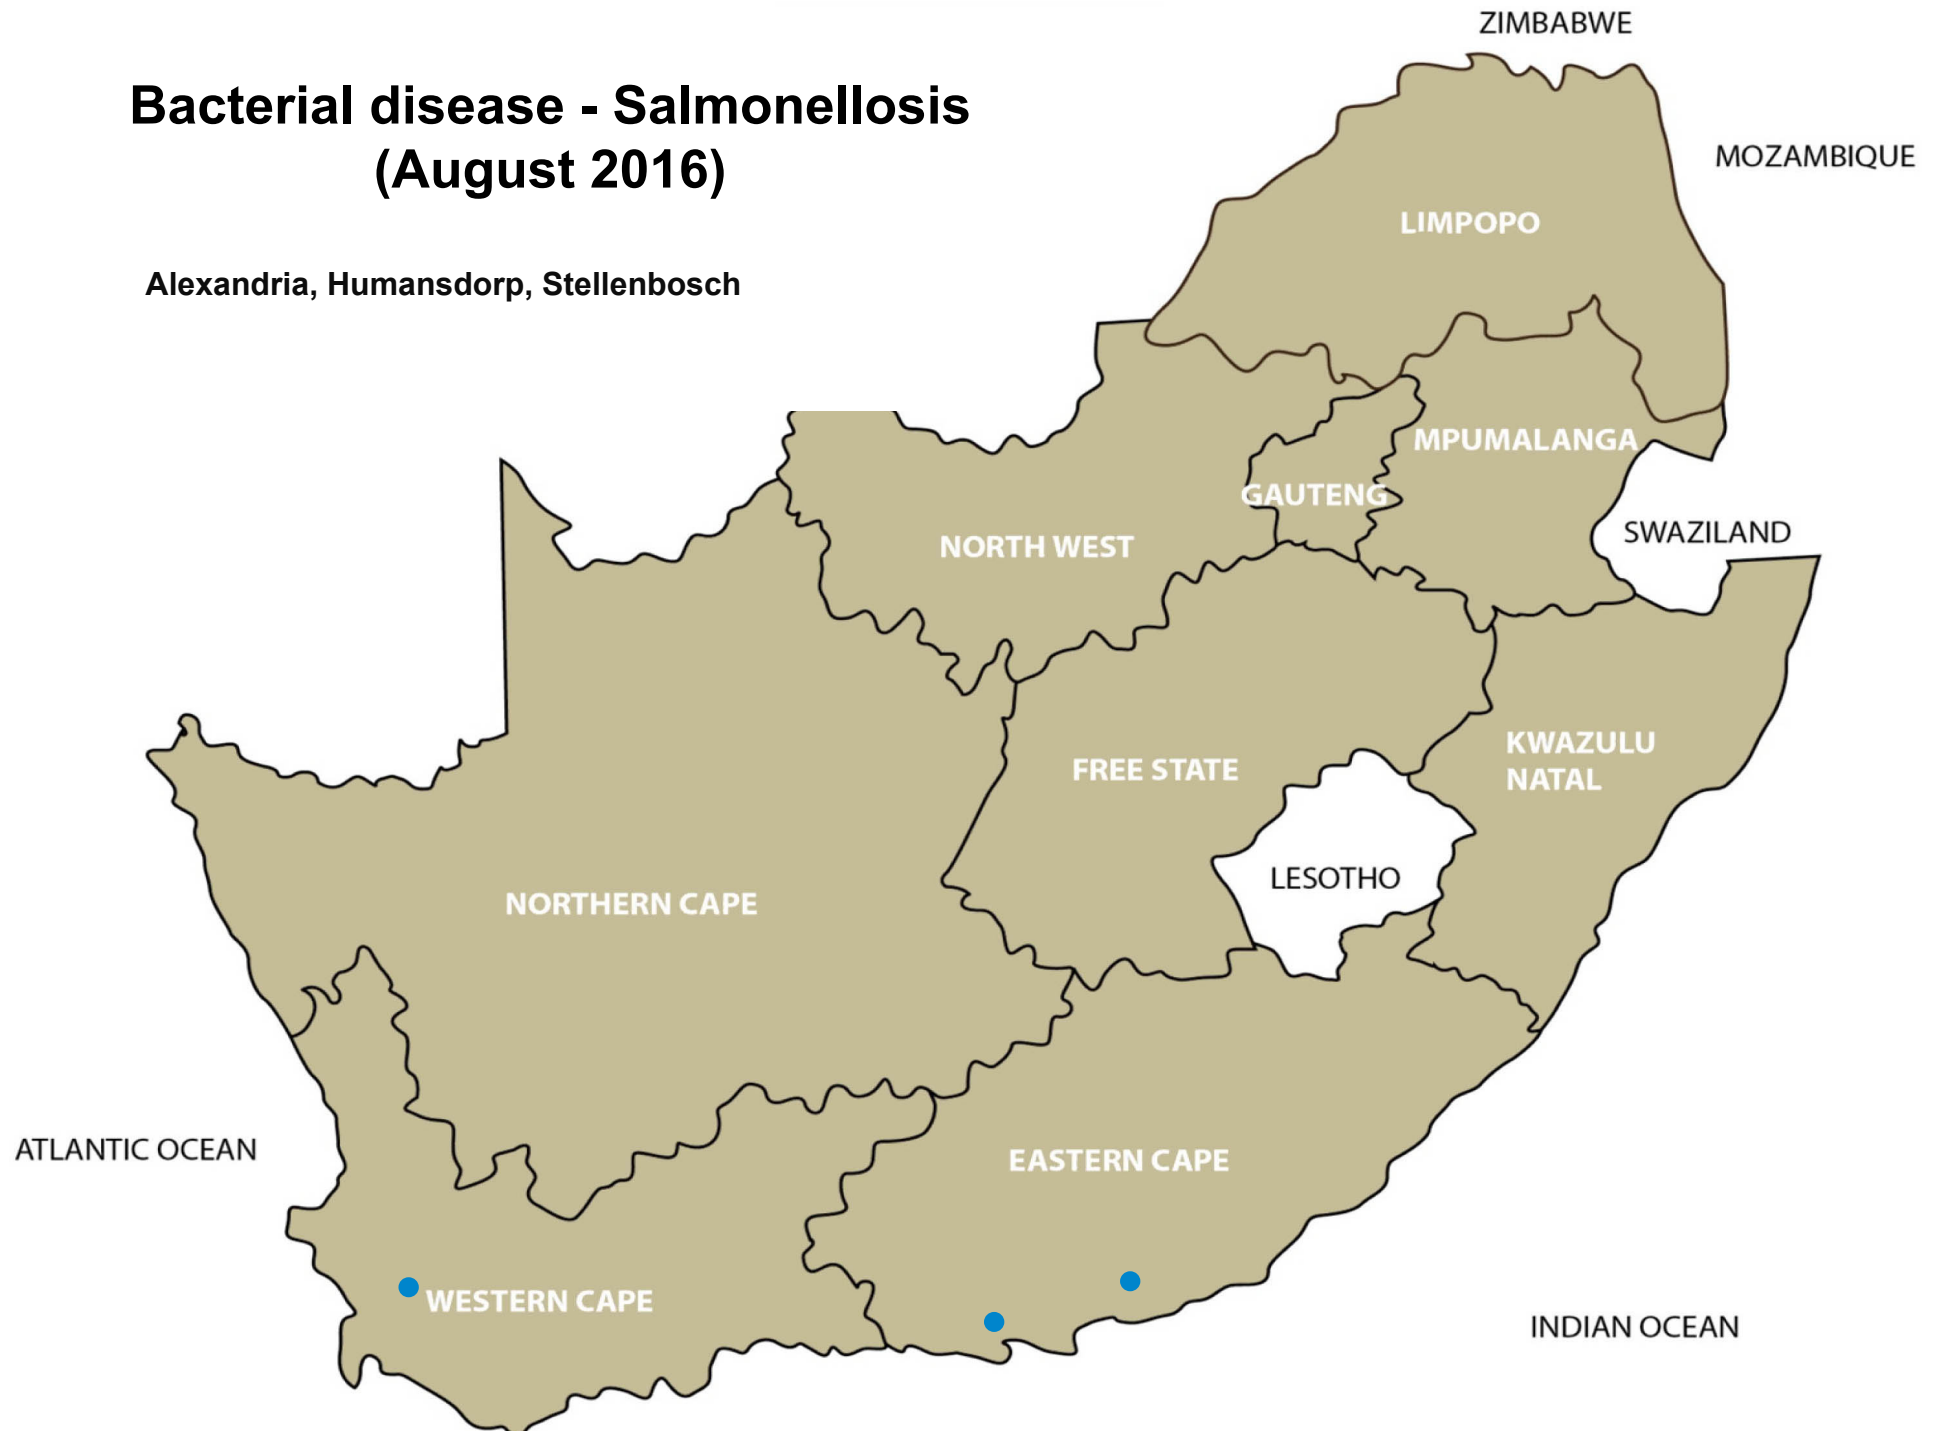 ZIMBABWE
Bacterial disease - Salmonellosis
(August 2016)
MOZAMBIQUE
LIMPOPO
Alexandria, Humansdorp, Stellenbosch
MPUMALANGA
GAUTENG
SWAZILAND
NORTH WEST
KWAZULU
NATAL
FREE STATE
LESOTHO
NORTHERN CAPE
ATLANTIC OCEAN
EASTERN CAPE
WESTERN CAPE
INDIAN OCEAN